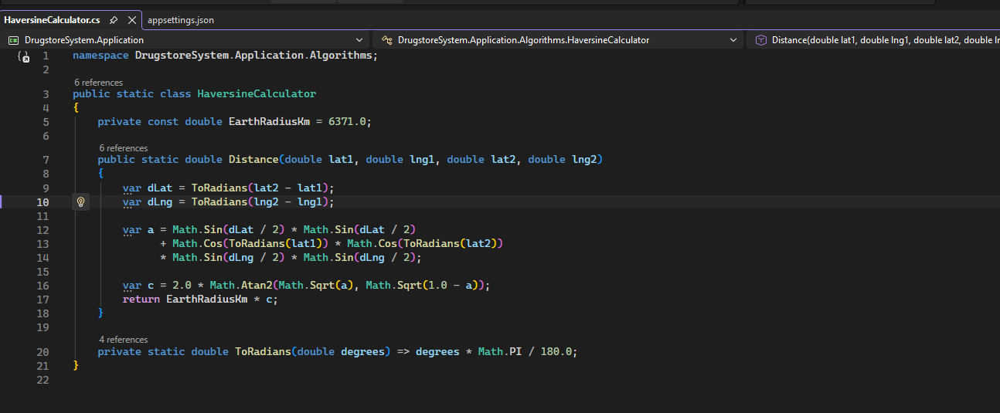 HaversineCalculator.cs appsettings.json
C# DrugstoreSystem.Application DrugstoreSystem.Application.Algorithms.HaversineCalculator Distance(double lat1, double lng1, double lat2, double
1 namespace DrugstoreSystem.Application.Algorithms;
2
6 references
3 public static class HaversineCalculator
4 {
5 private const double EarthRadiusKm = 6371.0;
6
6 references
7 public static double Distance(double lat1, double lng1, double lat2, double lng2)
8 {
9 var dLat = ToRadians(lat2 - lat1);
10 var dLng = ToRadians(lng2 - lng1);
11
12 var a = Math.Sin(dLat / 2) * Math.Sin(dLat / 2)
13 + Math.Cos(ToRadians(lat1)) * Math.Cos(ToRadians(lat2))
14 * Math.Sin(dLng / 2) * Math.Sin(dLng / 2);
15
16 var c = 2.0 * Math.Atan2(Math.Sqrt(a), Math.Sqrt(1.0 - a));
17 return EarthRadiusKm * c;
18 }
19
4 references
20 private static double ToRadians(double degrees) => degrees * Math.PI / 180.0;
21 }
22